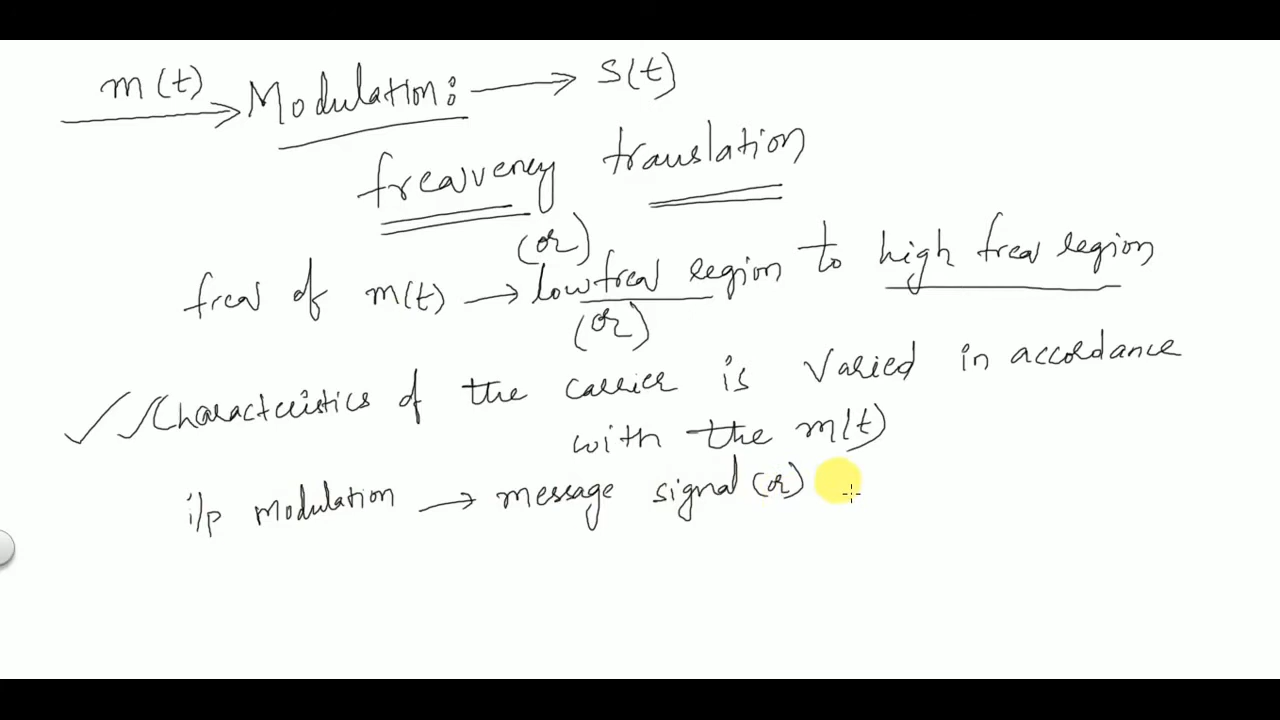 m(t) → Modulation: → s(t)
freqvency translation
(or)
freq of m(t) → low freq region to high freq region
(or)
✓✓ Characteristics of the carrier is varied in accordance
with the m(t)
i/p modulation → message signal (or)